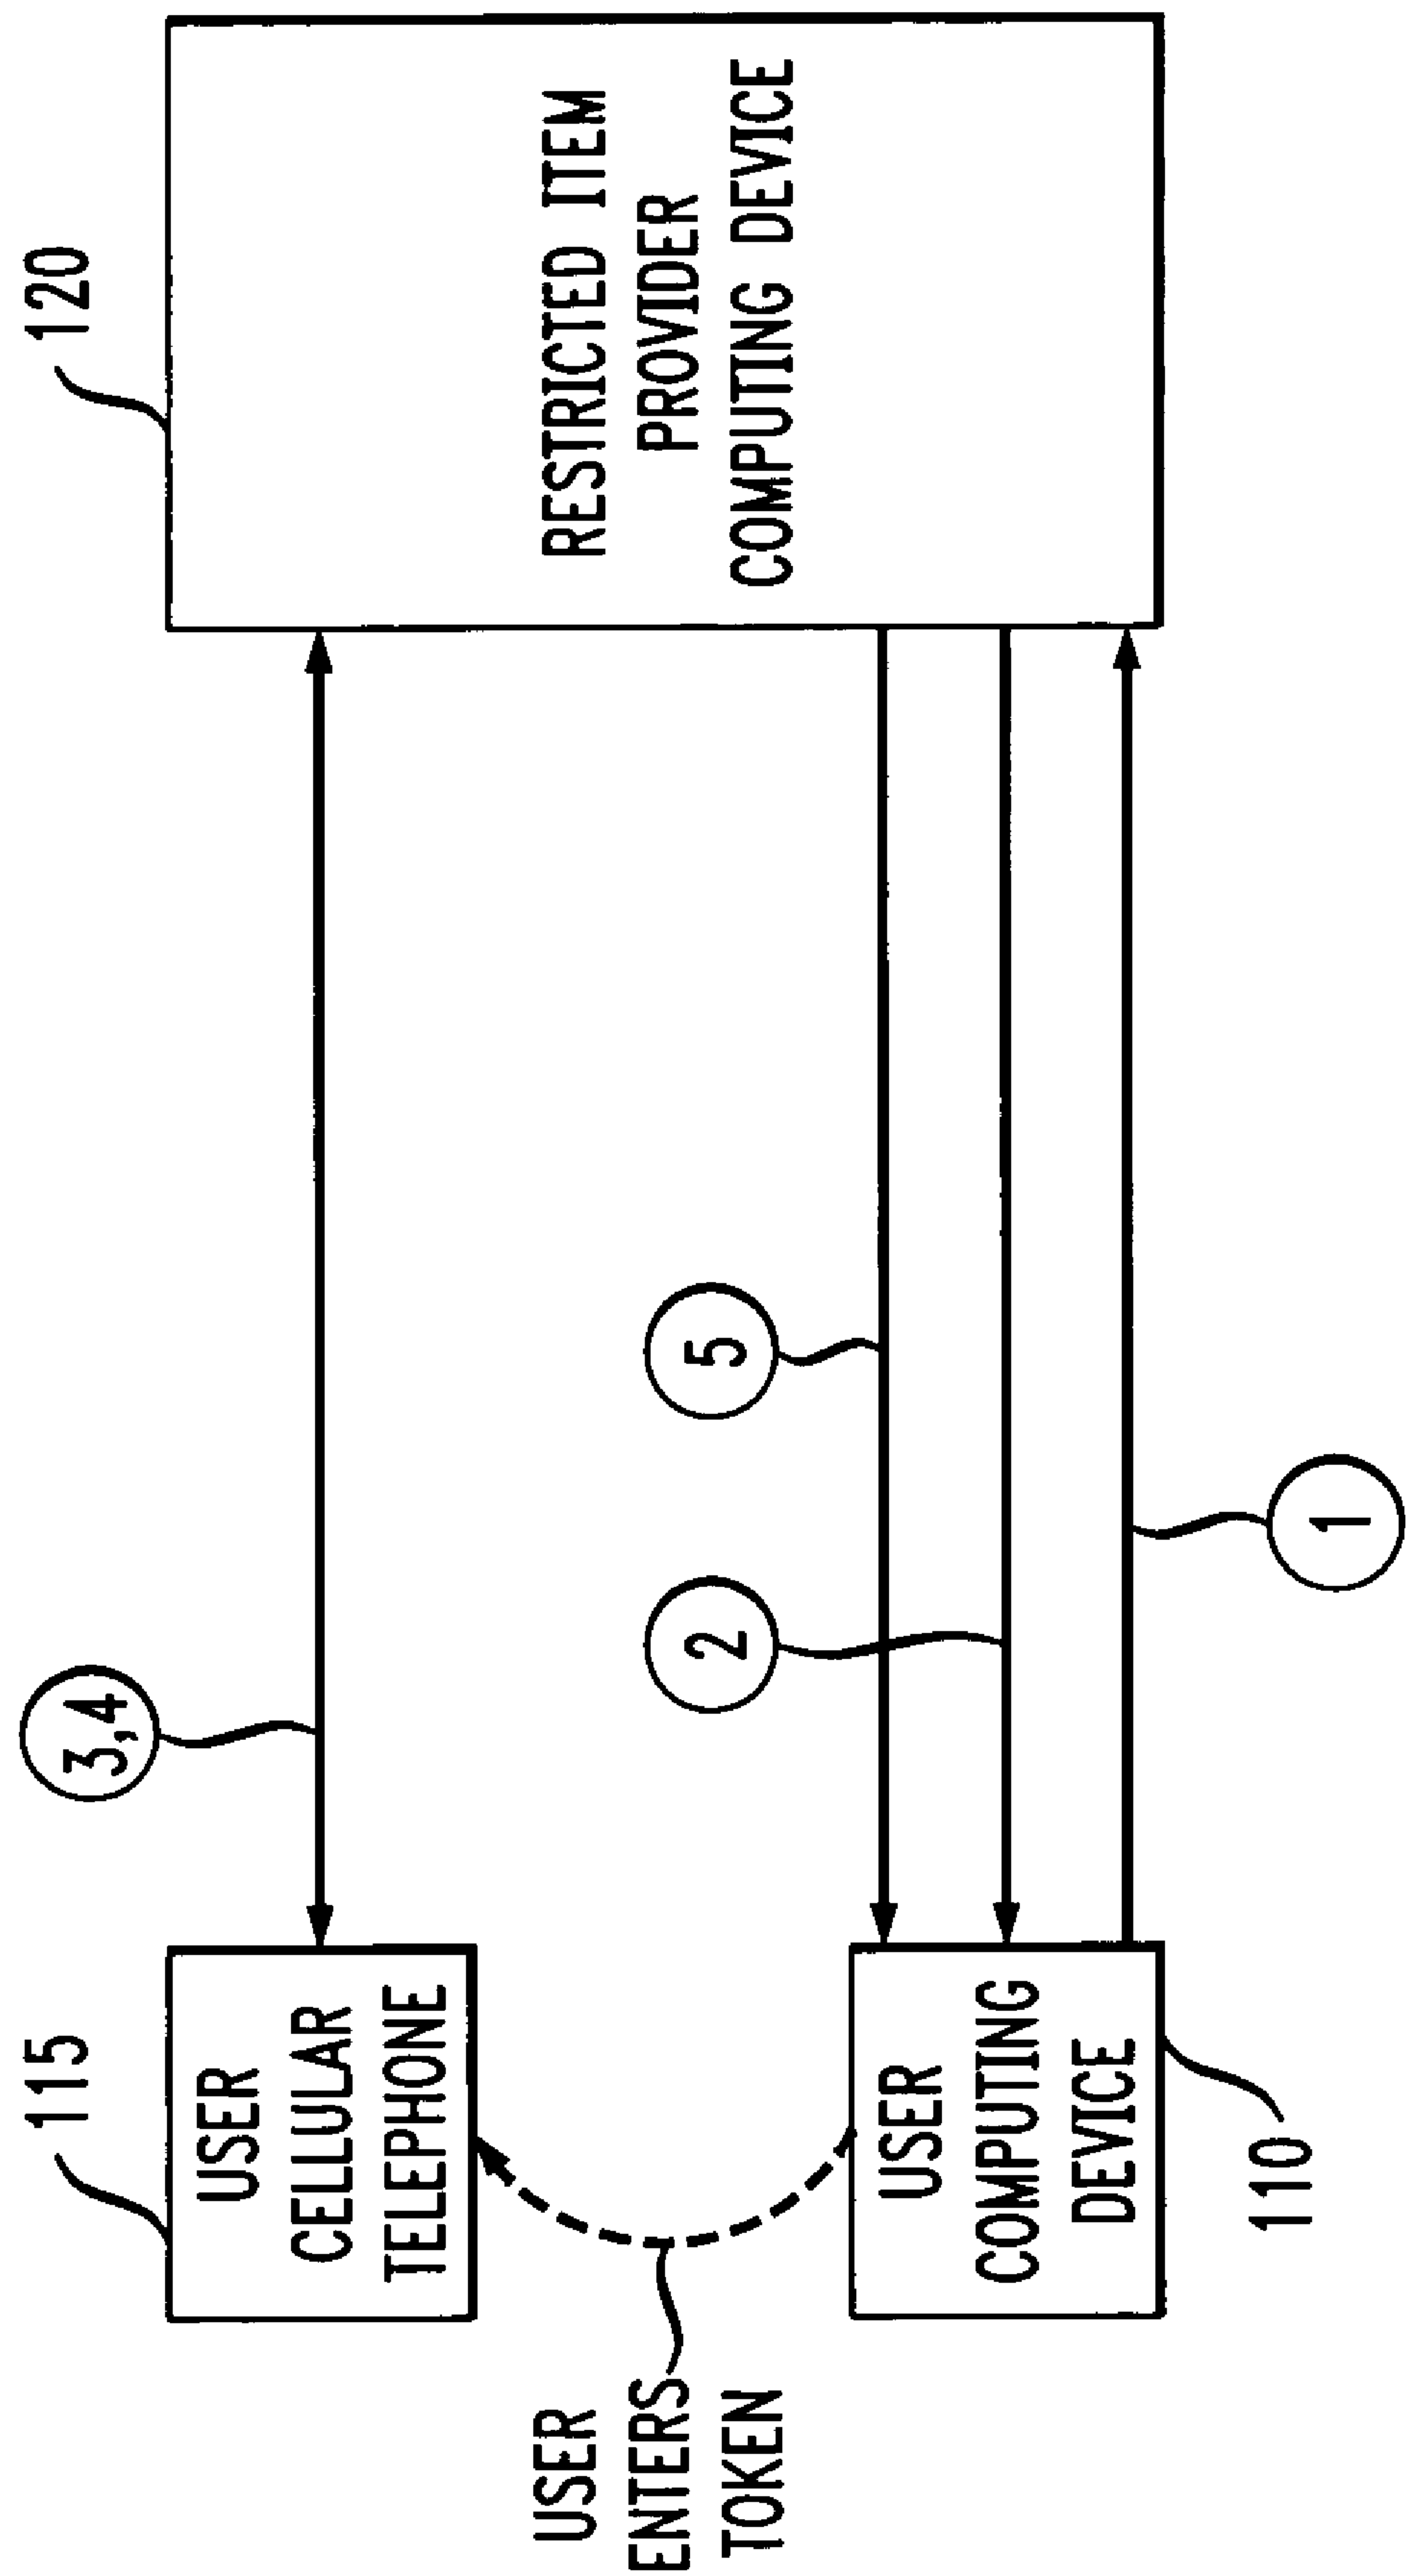 115
3,4
120
USER
CELLULAR
TELEPHONE
RESTRICTED ITEM
PROVIDER
COMPUTING DEVICE
USER
ENTERS
TOKEN
2
5
USER
COMPUTING
DEVICE
110
1